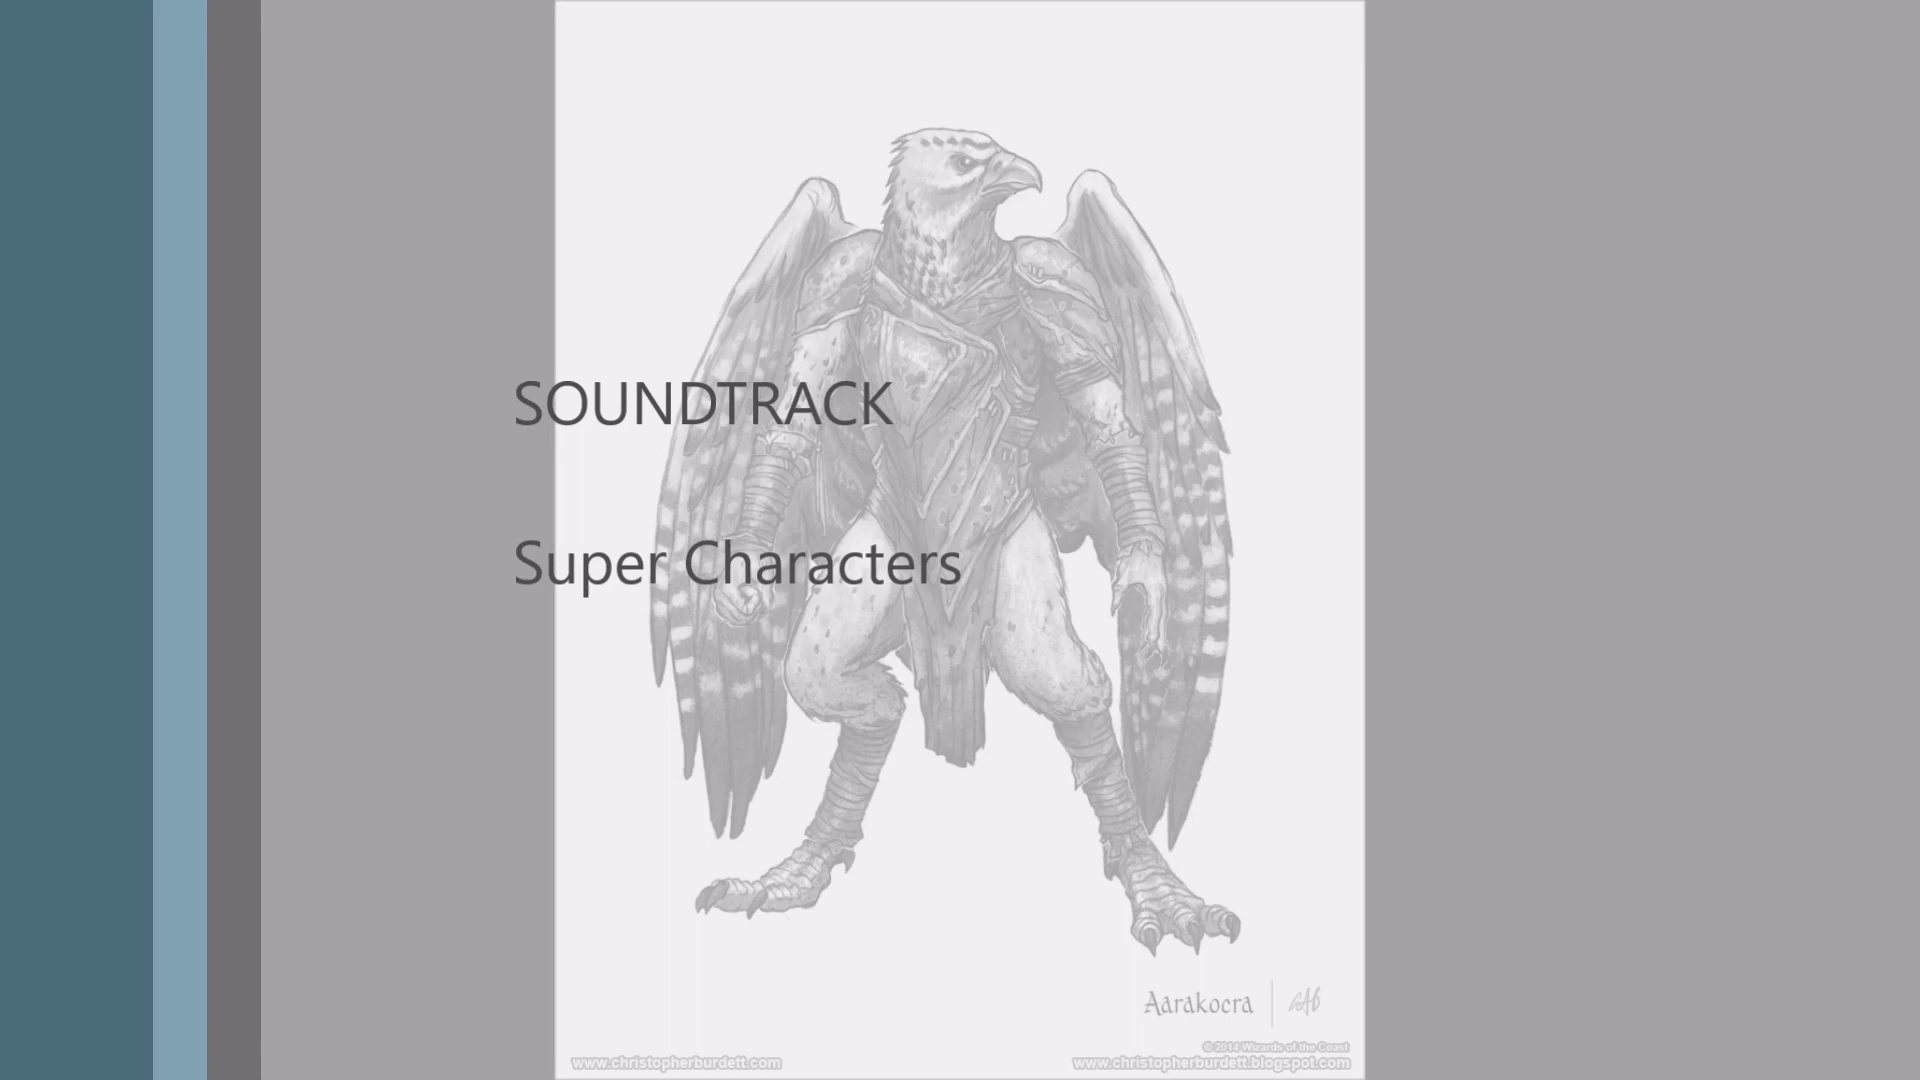 SOUNDTRACK
Super Characters
Aarakocra
© 2014 Wizards of the Coast
www.christopherburdett.com
www.christopherburdett.blogspot.com